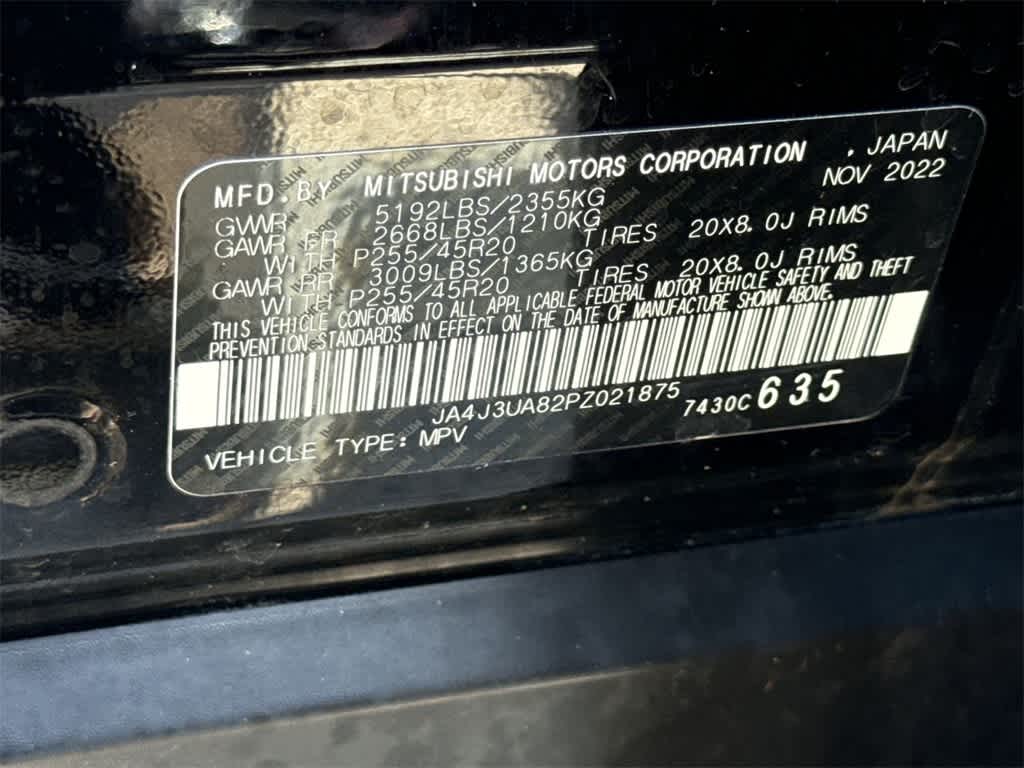 MFD.BY MITSUBISHI MOTORS CORPORATION . JAPAN
NOV 2022
GVWR 5192LBS/2355KG
GAWR FR 2668LBS/1210KG
WITH P255/45R20 TIRES 20X8.0J RIMS
GAWR RR 3009LBS/1365KG
WITH P255/45R20 TIRES 20X8.0J RIMS
THIS VEHICLE CONFORMS TO ALL APPLICABLE FEDERAL MOTOR VEHICLE SAFETY AND THEFT
PREVENTION STANDARDS IN EFFECT ON THE DATE OF MANUFACTURE SHOWN ABOVE.
JA4J3UA82PZ021875 7430C 635
VEHICLE TYPE: MPV